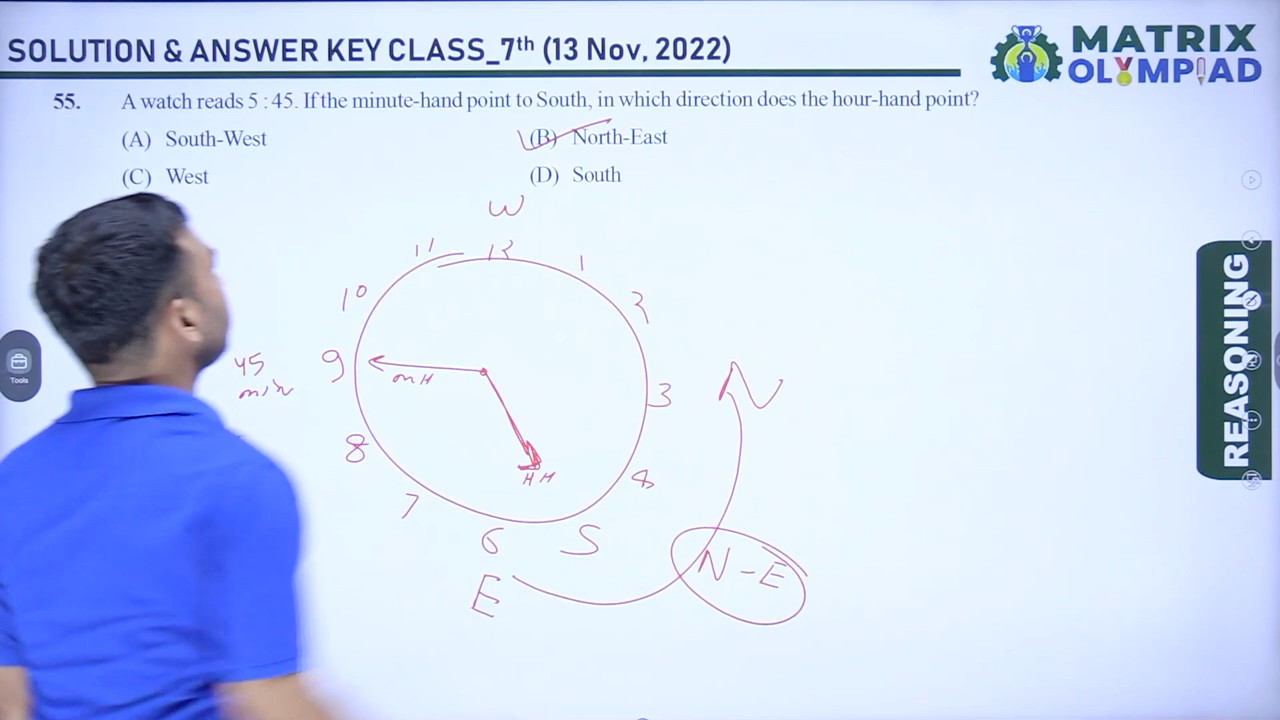 SOLUTION & ANSWER KEY CLASS_7th (13 Nov, 2022)
MATRIX
OLYMPIAD
55. A watch reads 5 : 45. If the minute-hand point to South, in which direction does the hour-hand point?
(A) South-West
(B) North-East
(C) West
(D) South
W
11 12 1
10 2
45 min
9 mH
3 N
8 HH 4
7 6 5
E N-E
REASONING
Tools